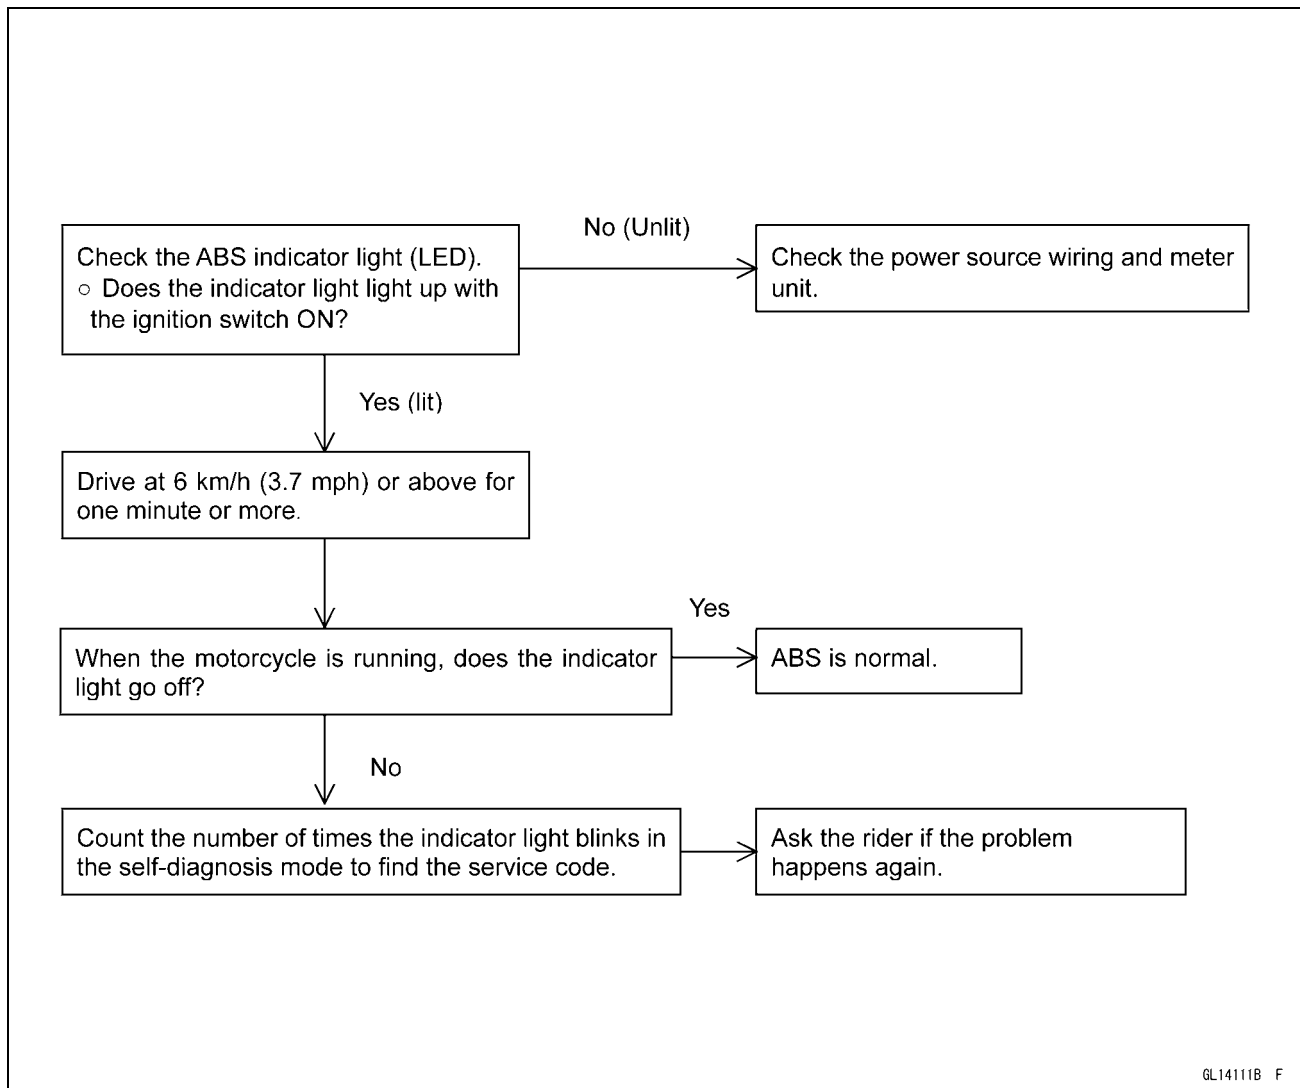 No (Unlit)
Check the ABS indicator light (LED).
○ Does the indicator light light up with
the ignition switch ON?
Check the power source wiring and meter
unit.
Yes (lit)
Drive at 6 km/h (3.7 mph) or above for
one minute or more.
Yes
When the motorcycle is running, does the indicator
light go off?
ABS is normal.
No
Count the number of times the indicator light blinks in
the self-diagnosis mode to find the service code.
Ask the rider if the problem
happens again.
GL14111B F